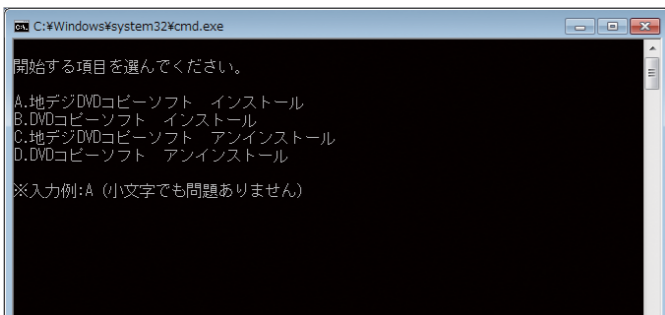 C:¥Windows¥system32¥cmd.exe
開始する項目を選んでください。
A.地デジDVDコピーソフト　インストール
B.DVDコピーソフト　インストール
C.地デジDVDコピーソフト　アンインストール
D.DVDコピーソフト　アンインストール
※入力例:A (小文字でも問題ありません)